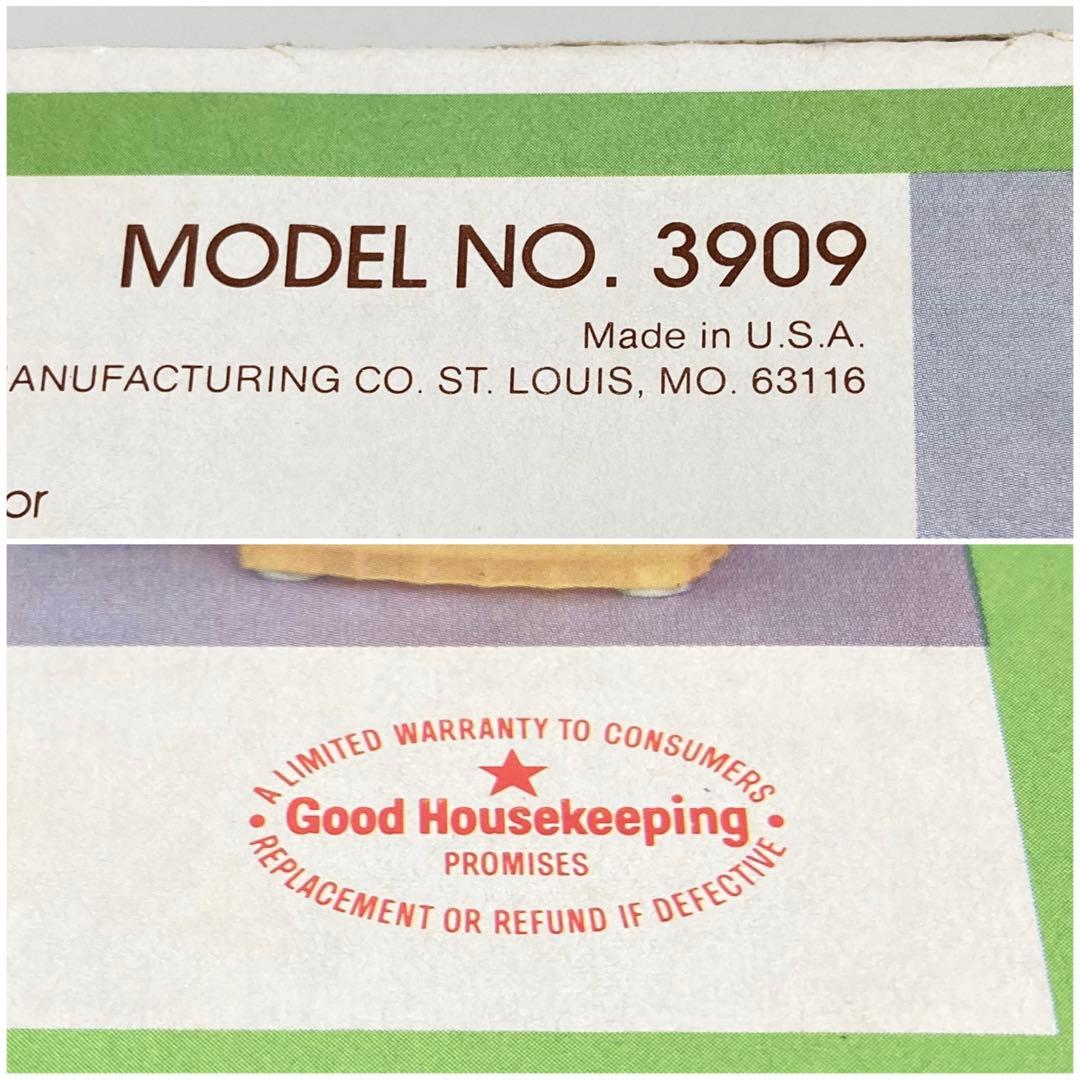 MODEL NO. 3909
Made in U.S.A.
ANUFACTURING CO. ST. LOUIS, MO. 63116
or
A LIMITED WARRANTY TO CONSUMERS
Good Housekeeping
PROMISES
REPLACEMENT OR REFUND IF DEFECTIVE